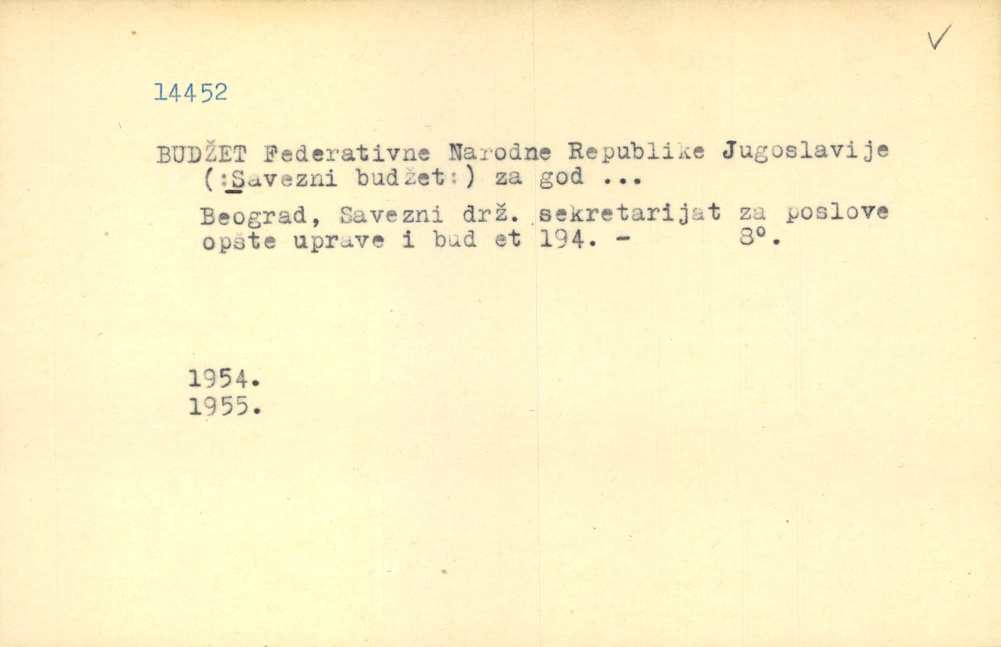 14452
BUDŽET Federativne Narodne Republike Jugoslavije
(:Savezni budžet:) za god ...
Beograd, Savezni drž. sekretarijat za poslove
opšte uprave i bud et 194. - 8°.
1954.
1955.